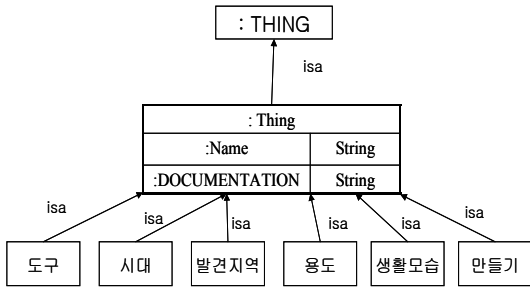 : THING
isa
: Thing
:Name String
:DOCUMENTATION String
isa isa isa isa isa isa
도구 시대 발견지역 용도 생활모습 만들기